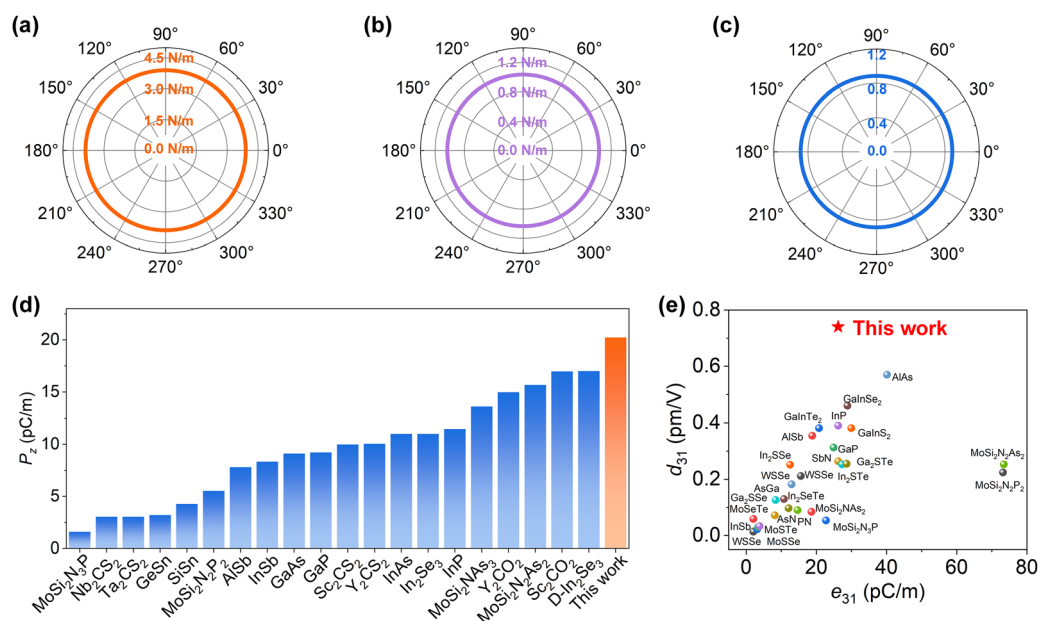 (a)
90°
120°
60°
150°
30°
180°
0°
210°
330°
240°
300°
270°
4.5 N/m
3.0 N/m
1.5 N/m
0.0 N/m
(b)
90°
120°
60°
150°
30°
180°
0°
210°
330°
240°
300°
270°
1.2 N/m
0.8 N/m
0.4 N/m
0.0 N/m
(c)
90°
120°
60°
150°
30°
180°
0°
210°
330°
240°
300°
270°
1.2
0.8
0.4
0.0
(d)
P_z (pC/m)
20
15
10
5
0
MoSi₂N₃P
Nb₂CS₂
Ta₂CS₂
GeSn
SiSn
MoSi₂N₂P₂
AlSb
InSb
GaAs
GaP
Sc₂CS₂
Y₂CS₂
InAs
In₂Se₃
InP
MoSi₂NAs₃
Y₂CO₂
MoSi₂N₂As₂
Sc₂CO₂
D-In₂Se₃
This work
(e)
d₃₁ (pm/V)
0.8
0.6
0.4
0.2
0.0
This work
AlAs
GaInSe₂
InP
GaInTe₂
GaInS₂
AlSb
GaP
SbN
Ga₂STe
In₂SSe
In₂STe
MoSi₂N₂As₂
WSSe
WSSe
MoSi₂N₂P₂
AsGa
Ga₂SSe
In₂SeTe
MoSeTe
MoSi₂NAs₂
AsN
PN
InSb
MoSTe
MoSi₂N₃P
WSSe
MoSSe
0
20
40
60
80
e₃₁ (pC/m)